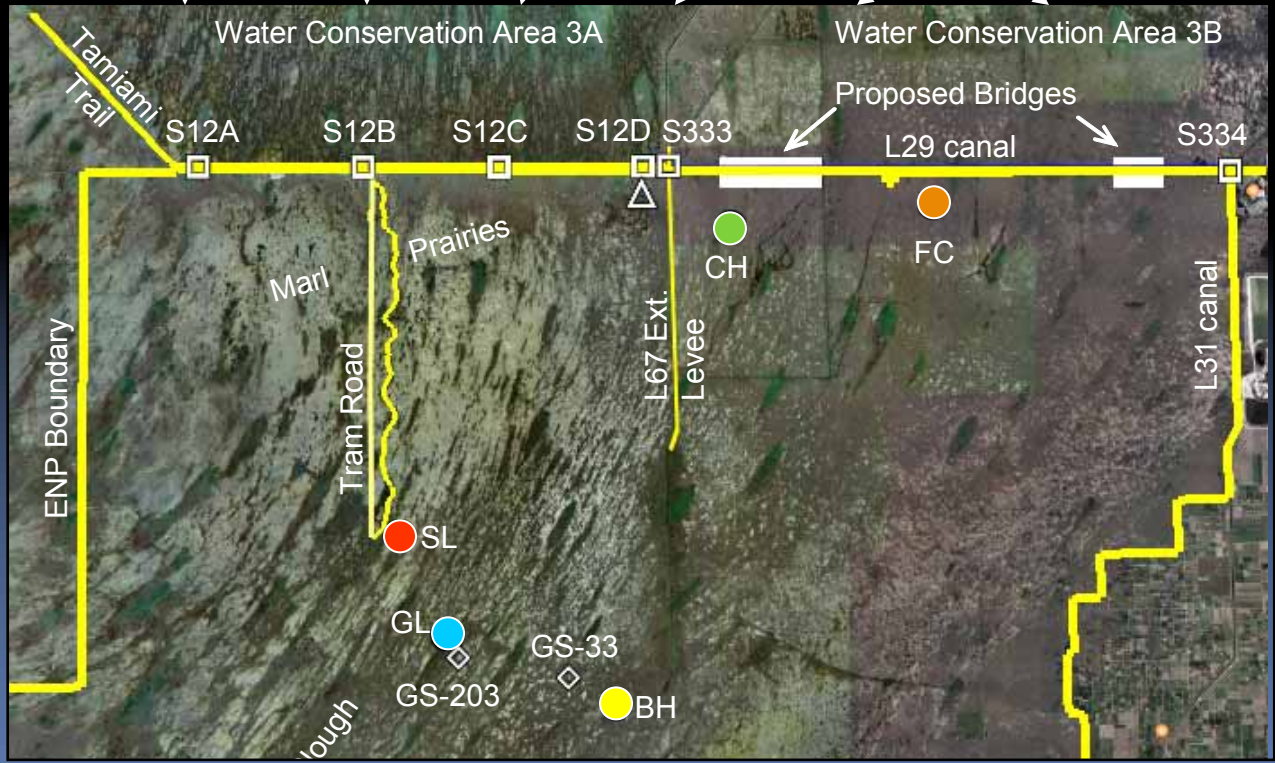 Water Conservation Area 3A
Water Conservation Area 3B
Tamiami
Trail
Proposed Bridges
S12A
S12B
S12C
S12D
S333
L29 canal
S334
Prairies
Marl
CH
FC
ENP Boundary
Tram Road
L67 Ext.
Levee
L31 canal
SL
GL
GS-33
GS-203
BH
lough